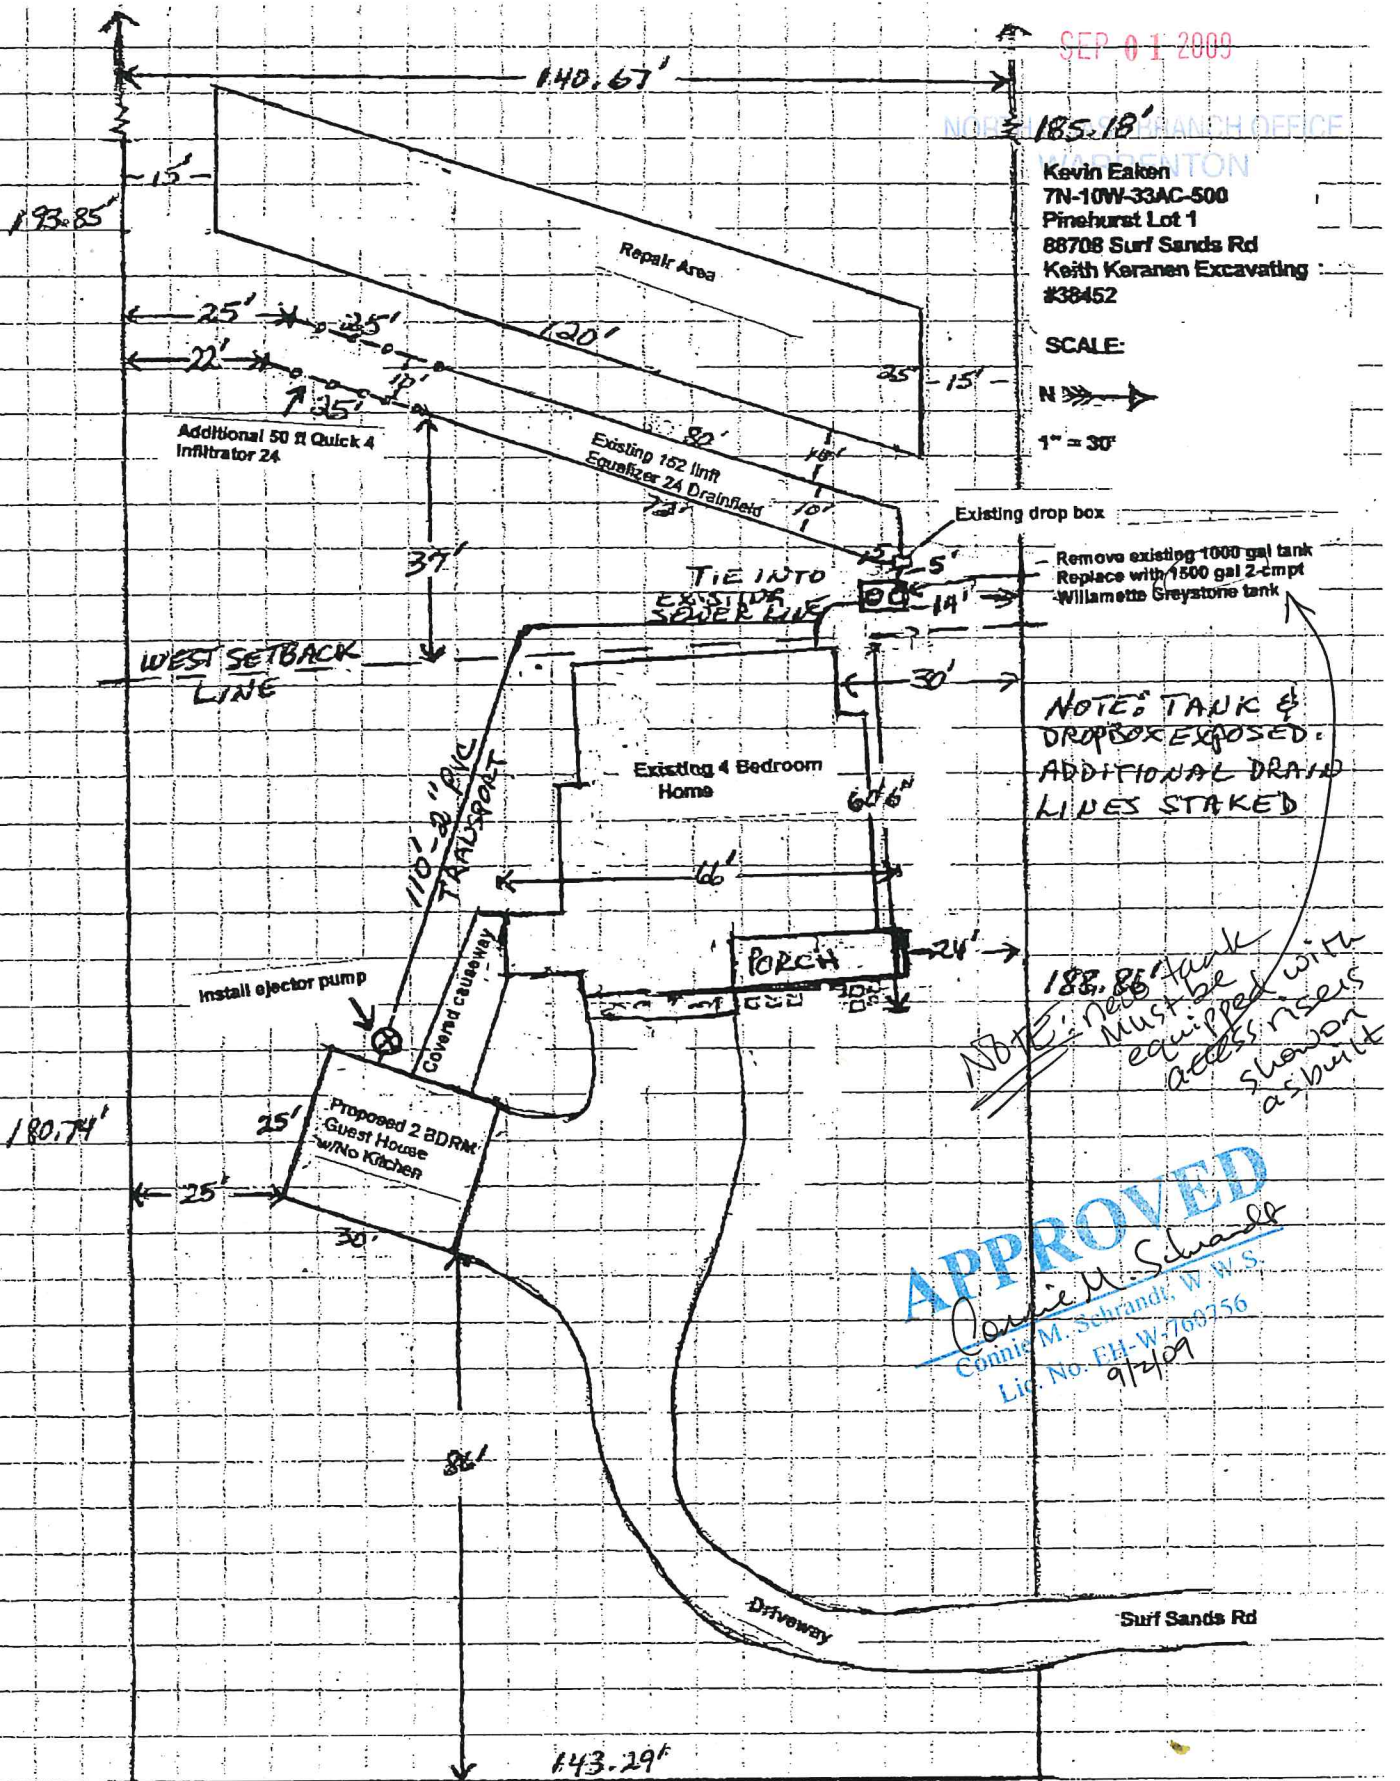 SEP 01 2009
140.67'
185.18'
BRANCH OFFICE
WARRENTON
Kevin Eaken
7N-10W-33AC-500
Pinehurst Lot 1
88708 Surf Sands Rd
Keith Keranen Excavating
#38452
SCALE:
N
1" = 30'
15'
193.85'
Repair Area
25'
25'
120'
22'
10'
25'
25'
15'
Additional 50 ft Quick 4
Infiltrator 24
80'
Existing 152 linft
Equalizer 24 Drainfield
72'
10'
10'
37'
Existing drop box
5'
Remove existing 1000 gal tank
Replace with 1500 gal 2-cmpt
Willamette Greystone tank
TIE INTO
EXISTING
SEWER LINE
14'
WEST SETBACK
LINE
30'
NOTE: TANK &
DROPBOX EXPOSED.
ADDITIONAL DRAIN
LINES STAKED
110'-2" PVC
TRANSPORT
Existing 4 Bedroom
Home
66'
Covered causeway
PORCH
24'
Install ejector pump
188.86'
NOTE: new tank
must be
equipped with
access risers
show on
as built
Proposed 2 BDRM
Guest House
w/No Kitchen
25'
180.74'
25'
30'
APPROVED
Connie M. Schrandt
Connie M. Schrandt, W.W.S.
Lic. No. EH-W-760756
9/2/09
86'
Driveway
Surf Sands Rd
143.29'